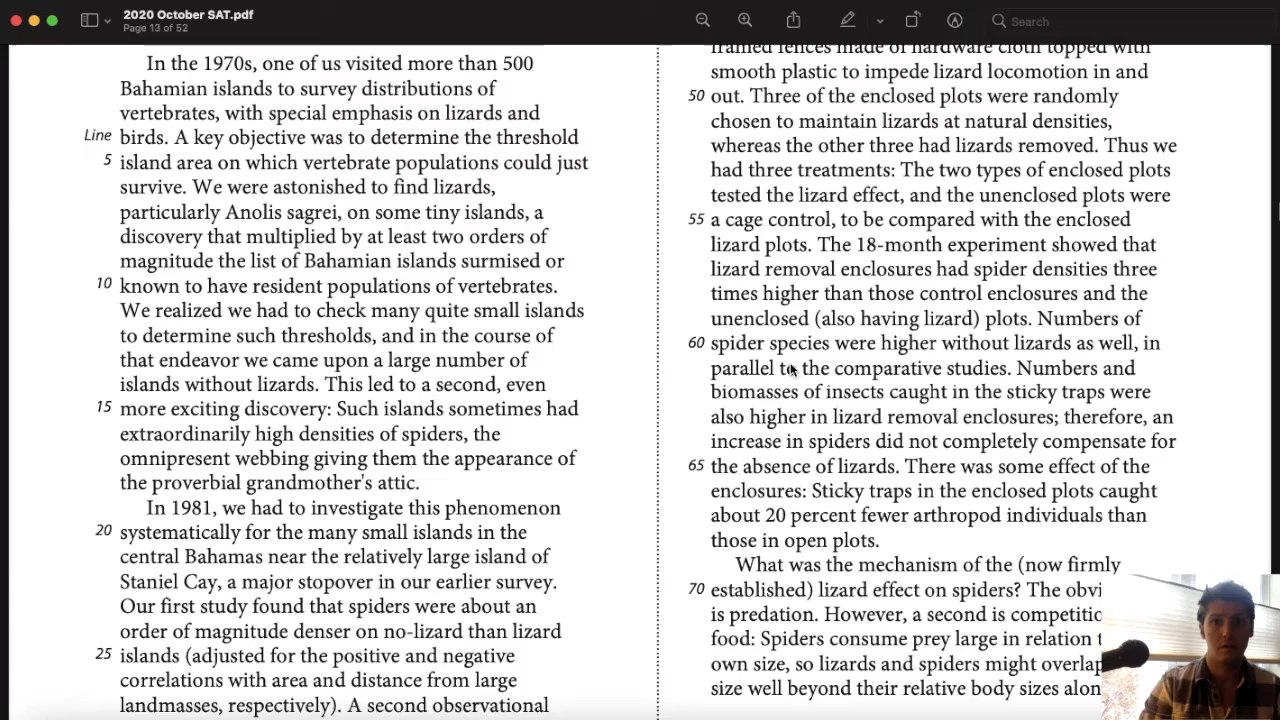 2020 October SAT.pdf
Page 13 of 52
Search
In the 1970s, one of us visited more than 500
Bahamian islands to survey distributions of
vertebrates, with special emphasis on lizards and
Line birds. A key objective was to determine the threshold
5 island area on which vertebrate populations could just
survive. We were astonished to find lizards,
particularly Anolis sagrei, on some tiny islands, a
discovery that multiplied by at least two orders of
magnitude the list of Bahamian islands surmised or
10 known to have resident populations of vertebrates.
We realized we had to check many quite small islands
to determine such thresholds, and in the course of
that endeavor we came upon a large number of
islands without lizards. This led to a second, even
15 more exciting discovery: Such islands sometimes had
extraordinarily high densities of spiders, the
omnipresent webbing giving them the appearance of
the proverbial grandmother's attic.
In 1981, we had to investigate this phenomenon
20 systematically for the many small islands in the
central Bahamas near the relatively large island of
Staniel Cay, a major stopover in our earlier survey.
Our first study found that spiders were about an
order of magnitude denser on no-lizard than lizard
25 islands (adjusted for the positive and negative
correlations with area and distance from large
landmasses, respectively). A second observational
framed fences made of hardware cloth topped with
smooth plastic to impede lizard locomotion in and
50 out. Three of the enclosed plots were randomly
chosen to maintain lizards at natural densities,
whereas the other three had lizards removed. Thus we
had three treatments: The two types of enclosed plots
tested the lizard effect, and the unenclosed plots were
55 a cage control, to be compared with the enclosed
lizard plots. The 18-month experiment showed that
lizard removal enclosures had spider densities three
times higher than those control enclosures and the
unenclosed (also having lizard) plots. Numbers of
60 spider species were higher without lizards as well, in
parallel to the comparative studies. Numbers and
biomasses of insects caught in the sticky traps were
also higher in lizard removal enclosures; therefore, an
increase in spiders did not completely compensate for
65 the absence of lizards. There was some effect of the
enclosures: Sticky traps in the enclosed plots caught
about 20 percent fewer arthropod individuals than
those in open plots.
What was the mechanism of the (now firmly
70 established) lizard effect on spiders? The obvi
is predation. However, a second is competitio
food: Spiders consume prey large in relation t
own size, so lizards and spiders might overlap
size well beyond their relative body sizes alon